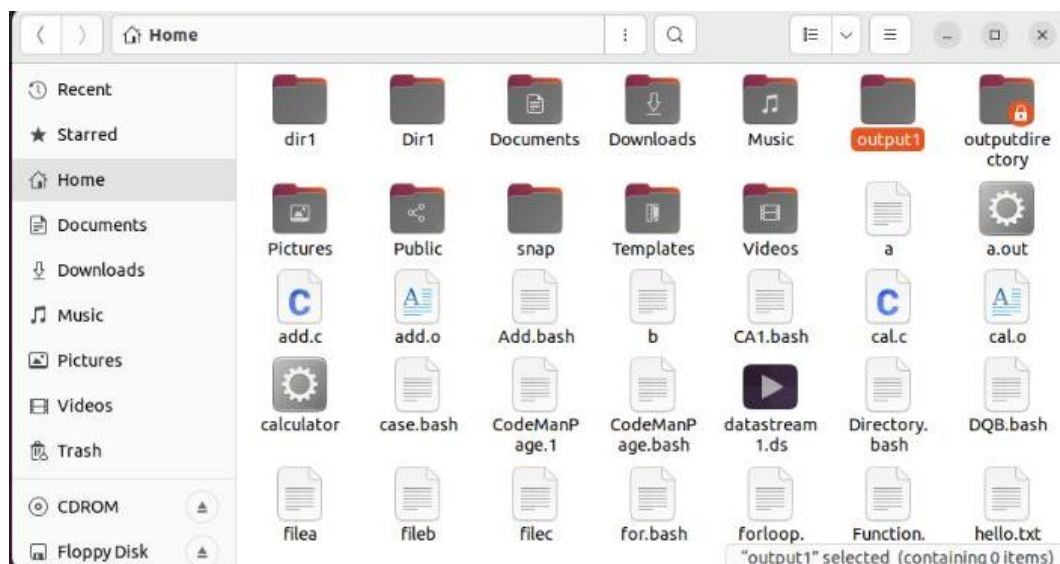 Home
Recent
Starred
Home
Documents
Downloads
Music
Pictures
Videos
Trash
CDROM
Floppy Disk
dir1 Dir1 Documents Downloads Music output1 outputdire
ctory
Pictures Public snap Templates Videos a a.out
add.c add.o Add.bash b CA1.bash cal.c cal.o
calculator case.bash CodeManP CodeManP datastream Directory. DQB.bash
age.1 age.bash 1.ds bash
filea fileb filec for.bash forloop. Function. hello.txt
"output1" selected (containing 0 items)